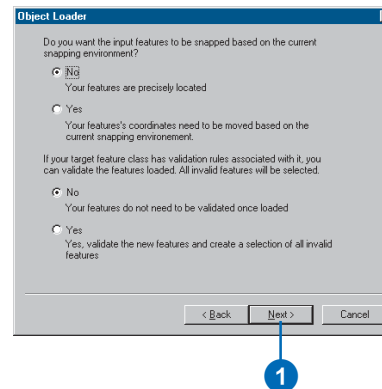 Object Loader
Do you want the input features to be snapped based on the current
snapping environment?
No
Your features are precisely located
Yes
Your features's coordinates need to be moved based on the
current snapping environement.
If your target feature class has validation rules associated with it, you
can validate the features loaded. All invalid features will be selected.
No
Your features do not need to be validated once loaded
Yes
Yes, validate the new features and create a selection of all invalid
features
< Back Next > Cancel
1